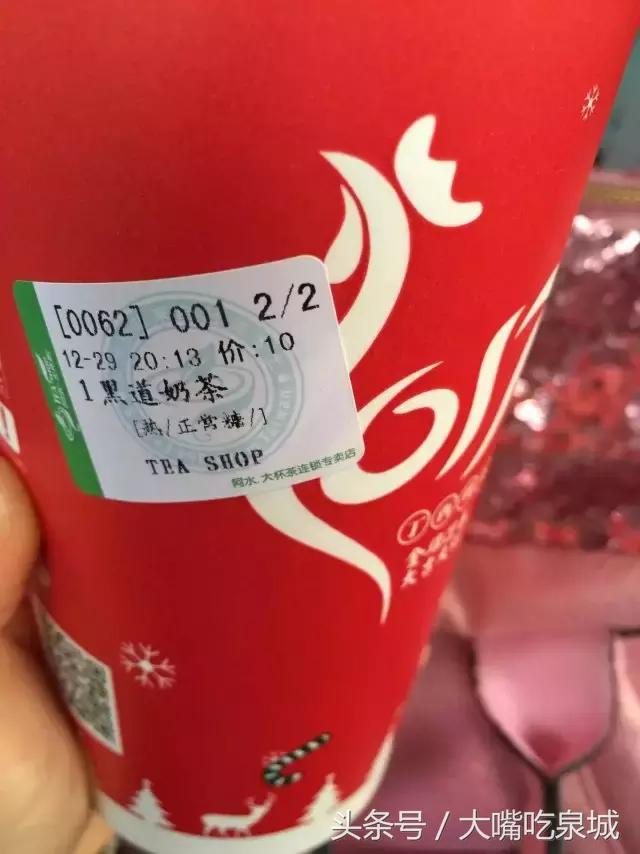 [0062] 001 2/2
12-29 20:13 价:10
1黑道奶茶
[热/正常糖/]
TEA SHOP
阿水.大杯茶连锁专卖店
头条号 / 大嘴吃泉城